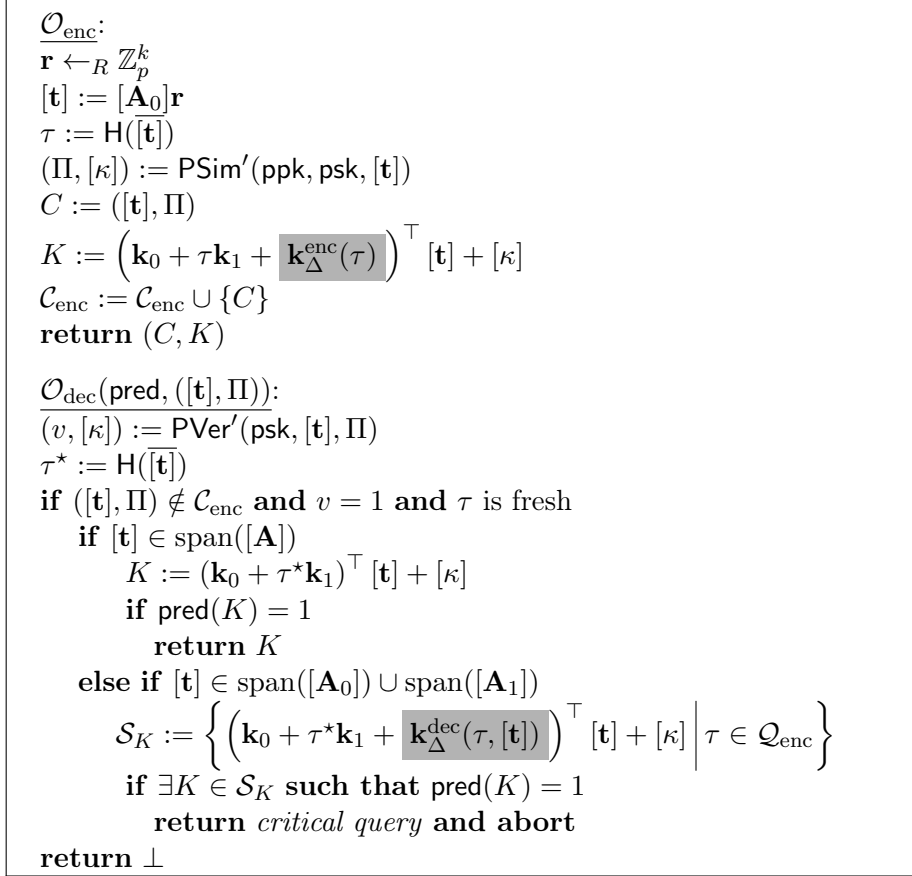 𝒪_enc:
𝐫 ←_R ℤ_p^k
[𝐭] := [𝐀_0]𝐫
τ := H([𝐭]̅)
(Π, [κ]) := PSim′(ppk, psk, [𝐭])
C := ([𝐭], Π)
K := (𝐤_0 + τ𝐤_1 + 𝐤_Δ^enc(τ))^⊤ [𝐭] + [κ]
𝒞_enc := 𝒞_enc ∪ {C}
return (C, K)
𝒪_dec(pred, ([𝐭], Π)):
(v, [κ]) := PVer′(psk, [𝐭], Π)
τ* := H([𝐭]̅)
if ([𝐭], Π) ∉ 𝒞_enc and v = 1 and τ is fresh
if [𝐭] ∈ span([𝐀])
K := (𝐤_0 + τ*𝐤_1)^⊤ [𝐭] + [κ]
if pred(K) = 1
return K
else if [𝐭] ∈ span([𝐀_0]) ∪ span([𝐀_1])
𝒮_K := {(𝐤_0 + τ*𝐤_1 + 𝐤_Δ^dec(τ, [𝐭]))^⊤ [𝐭] + [κ] | τ ∈ 𝒬_enc}
if ∃K ∈ 𝒮_K such that pred(K) = 1
return critical query and abort
return ⊥